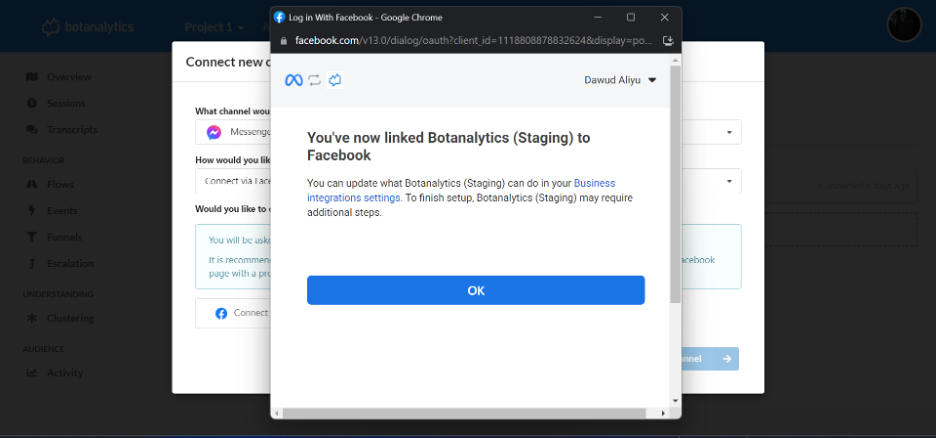 Log in With Facebook - Google Chrome
facebook.com/v13.0/dialog/oauth?client_id=1118808878832624&display=po...
botanalytics
Project 1
Connect new
Dawud Aliyu
Overview
Sessions
Transcripts
BEHAVIOR
Flows
Events
Funnels
Escalation
UNDERSTANDING
Clustering
AUDIENCE
Activity
What channel wou
Messenge
How would you lik
Connect via Face
Would you like to
You will be aske
It is recommen
page with a pro
Connect
You've now linked Botanalytics (Staging) to
Facebook
You can update what Botanalytics (Staging) can do in your Business
integrations settings. To finish setup, Botanalytics (Staging) may require
additional steps.
OK
acebook
nnel
days ago